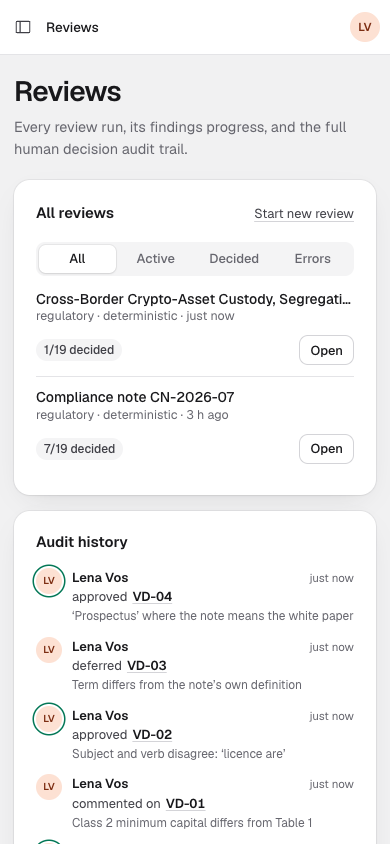 Reviews
LV
Reviews
Every review run, its findings progress, and the full
human decision audit trail.
All reviews
Start new review
All
Active
Decided
Errors
Cross-Border Crypto-Asset Custody, Segregati...
regulatory · deterministic · just now
1/19 decided
Open
Compliance note CN-2026-07
regulatory · deterministic · 3 h ago
7/19 decided
Open
Audit history
LV
Lena Vos
just now
approved VD-04
‘Prospectus’ where the note means the white paper
LV
Lena Vos
just now
deferred VD-03
Term differs from the note’s own definition
LV
Lena Vos
just now
approved VD-02
Subject and verb disagree: ‘licence are’
LV
Lena Vos
just now
commented on VD-01
Class 2 minimum capital differs from Table 1